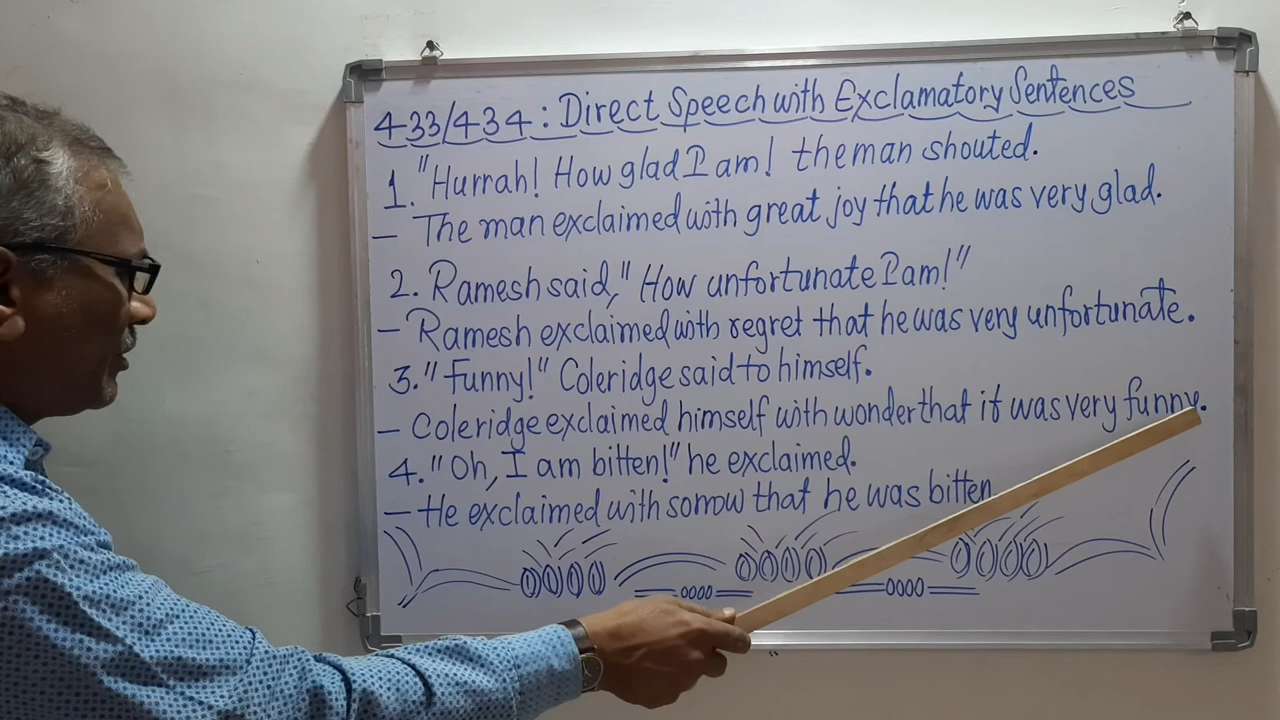 433/434 : Direct Speech with Exclamatory Sentences
1. "Hurrah! How glad I am! the man shouted.
— The man exclaimed with great joy that he was very glad.
2. Ramesh said, "How unfortunate I am!"
— Ramesh exclaimed with regret that he was very unfortunate.
3. "Funny!" Coleridge said to himself.
— Coleridge exclaimed himself with wonder that it was very funny.
4. "Oh, I am bitten!" he exclaimed.
— He exclaimed with sorrow that he was bitten